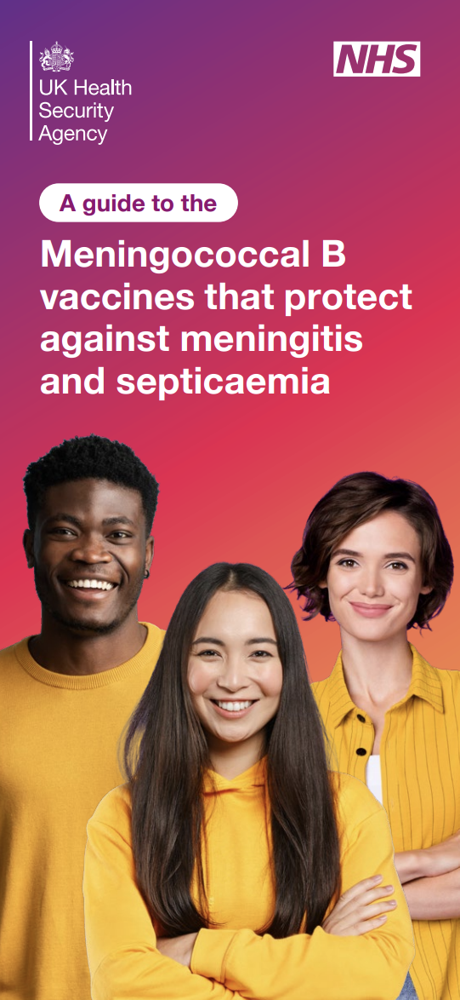 UK Health
Security
Agency
NHS
A guide to the
Meningococcal B
vaccines that protect
against meningitis
and septicaemia